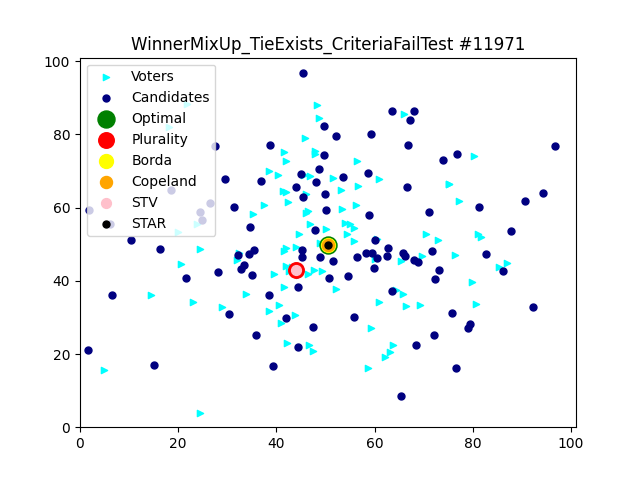 WinnerMixUp_TieExists_CriteriaFailTest #11971
100
80
60
40
20
0
Voters
Candidates
Optimal
Plurality
Borda
Copeland
STV
STAR
0 20 40 60 80 100